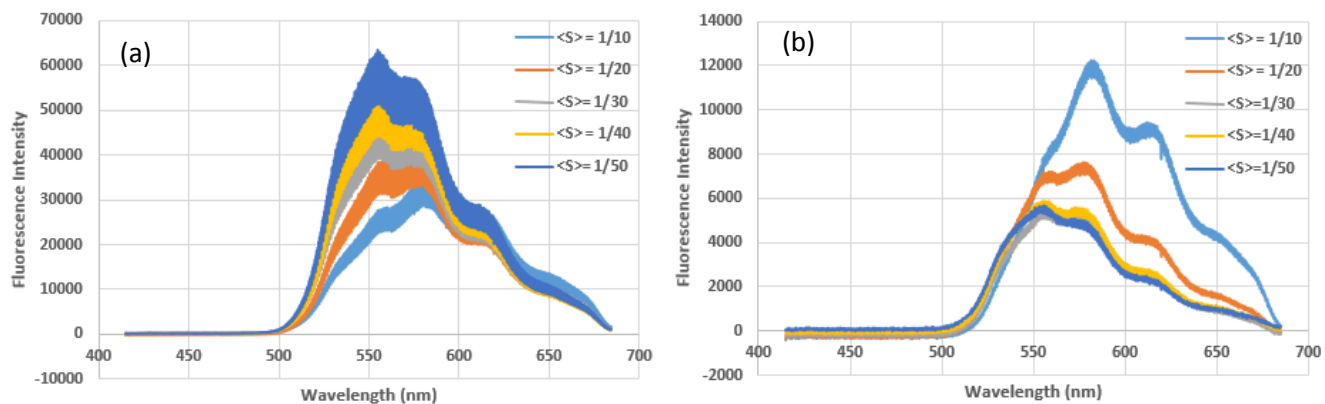 (a)
70000
60000
50000
40000
30000
20000
10000
0
-10000
Fluorescence Intensity
400 450 500 550 600 650 700
Wavelength (nm)
<S> = 1/10
<S> = 1/20
<S> = 1/30
<S> = 1/40
<S>= 1/50
(b)
14000
12000
10000
8000
6000
4000
2000
0
-2000
Fluorescence Intensity
400 450 500 550 600 650 700
Wavelength (nm)
<S> = 1/10
<S> = 1/20
<S>=1/30
<S>=1/40
<S>=1/50